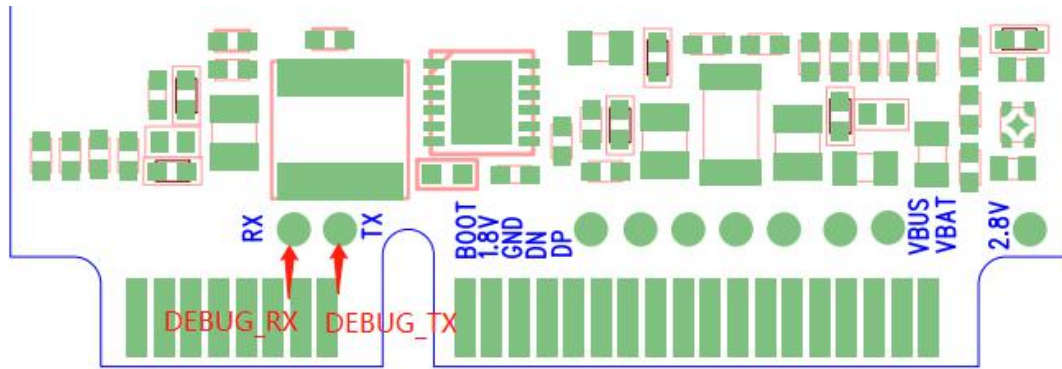 RX
TX
BOOT
1.8V
GND
DN
DP
VBUS
VBAT
2.8V
DEBUG_RX
DEBUG_TX